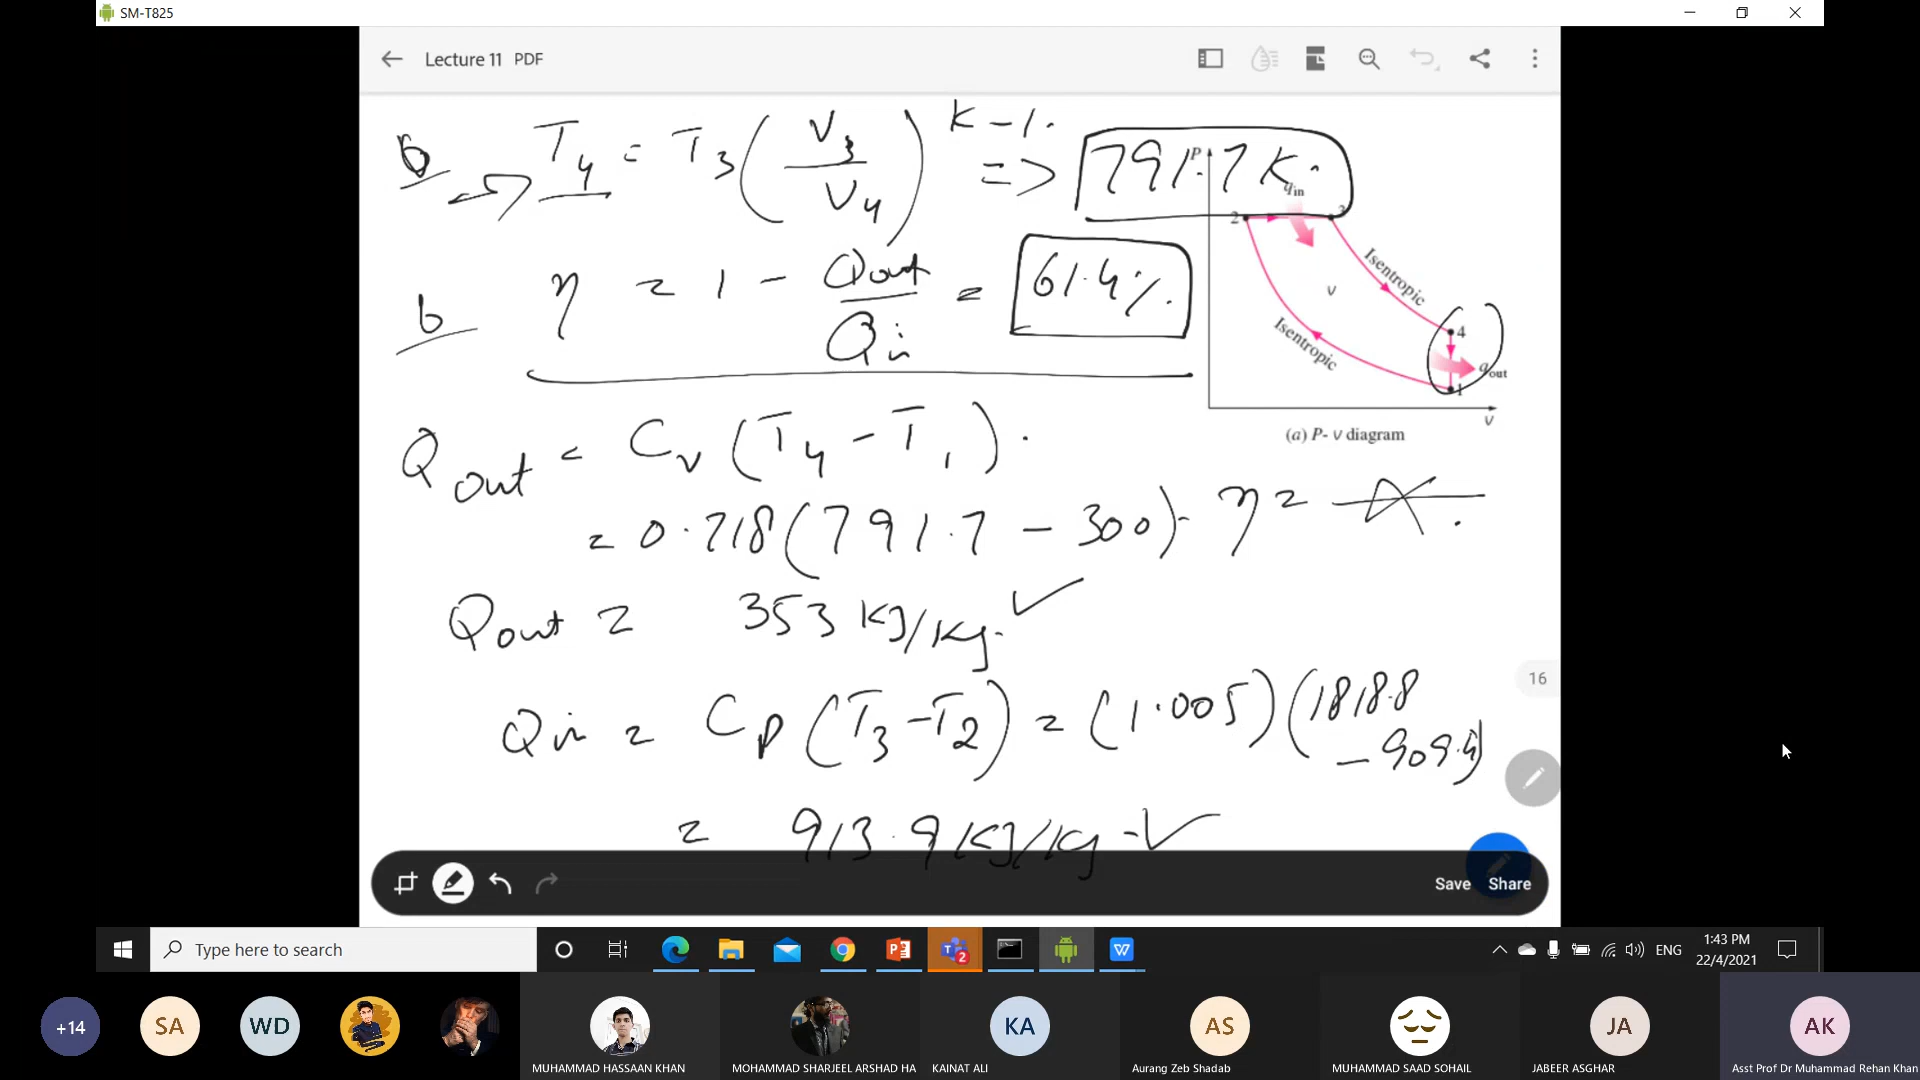 SM-T825
Lecture 11 PDF
b T4 = T3 (V3/V4)^K-1. => 791.7 K.
b η = 1 - Qout/Qin = 61.4%.
P
qin
2
3
Isentropic
v
Isentropic
4
qout
1
v
(a) P- v diagram
Qout = Cv (T4 - T1).
= 0.718 (791.7 - 300). η =
Qout = 353 KJ/Kg.
Qin = Cp (T3 - T2) = (1.005) (1818.8
- 909.4)
= 913.9 KJ/Kg
16
Save Share
Type here to search
2
W
ENG
1:43 PM
22/4/2021
+14
SA
WD
KA
AS
JA
AK
MUHAMMAD HASSAAN KHAN
MOHAMMAD SHARJEEL ARSHAD HA
KAINAT ALI
Aurang Zeb Shadab
MUHAMMAD SAAD SOHAIL
JABEER ASGHAR
Asst Prof Dr Muhammad Rehan Khan